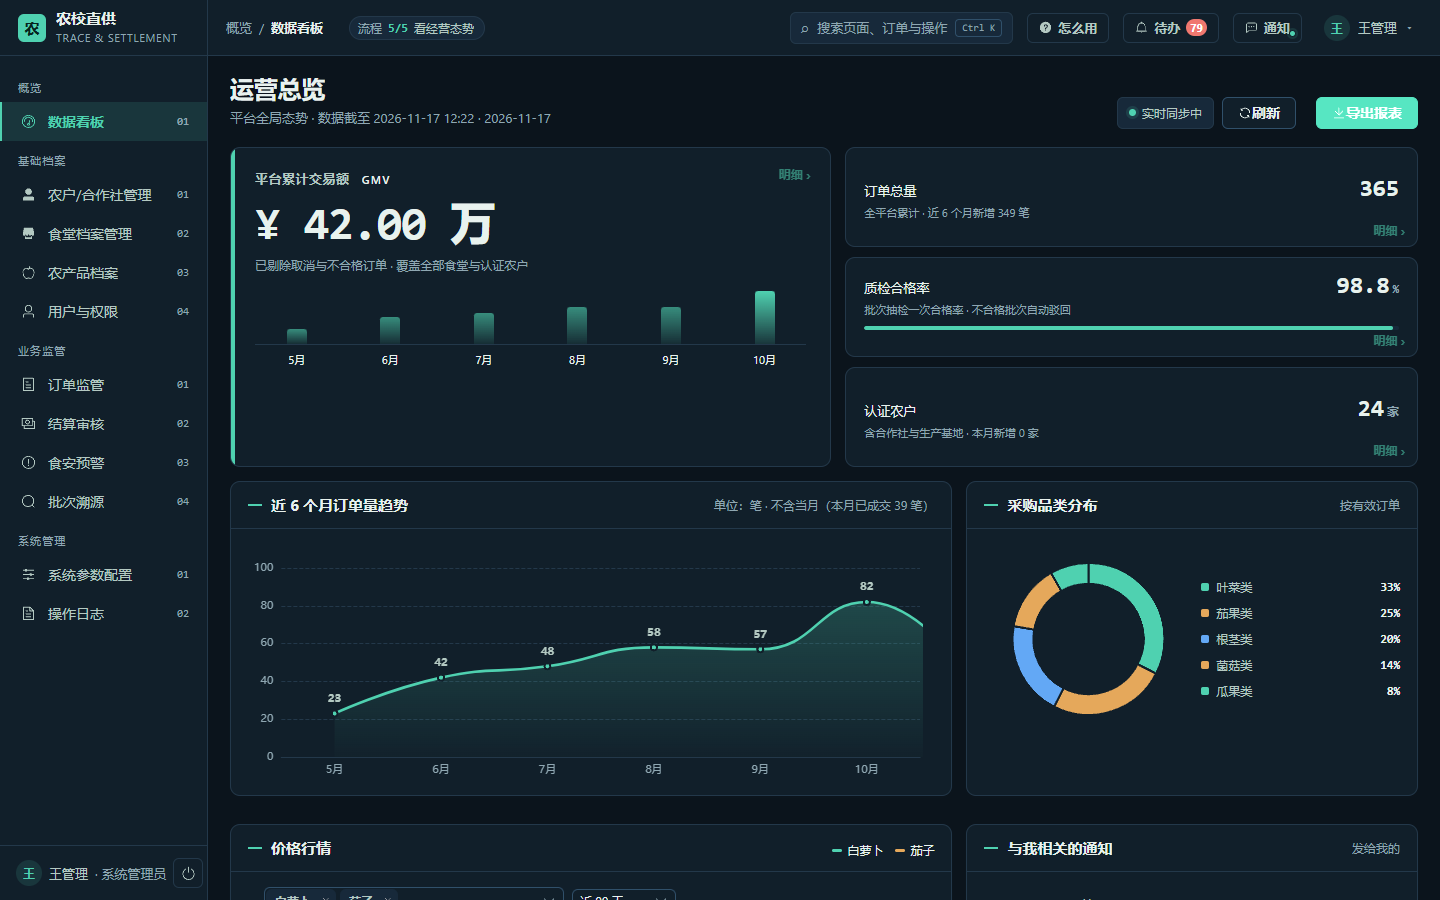 农校直供
TRACE & SETTLEMENT
概览 / 数据看板
流程 5/5 看经营态势
搜索页面、订单与操作 Ctrl K
怎么用
待办 79
通知
王 王管理
概览
数据看板 01
基础档案
农户/合作社管理 01
食堂档案管理 02
农产品档案 03
用户与权限 04
业务监管
订单监管 01
结算审核 02
食安预警 03
批次溯源 04
系统管理
系统参数配置 01
操作日志 02
王 王管理 · 系统管理员
运营总览
平台全局态势 · 数据截至 2026-11-17 12:22 · 2026-11-17
实时同步中
刷新
导出报表
平台累计交易额 GMV
明细 ›
¥ 42.00 万
已剔除取消与不合格订单 · 覆盖全部食堂与认证农户
5月 6月 7月 8月 9月 10月
订单总量 365
全平台累计 · 近 6 个月新增 349 笔
明细 ›
质检合格率 98.8%
批次抽检一次合格率 · 不合格批次自动驳回
明细 ›
认证农户 24 家
含合作社与生产基地 · 本月新增 0 家
明细 ›
近 6 个月订单量趋势
单位：笔 · 不含当月（本月已成交 39 笔）
100
80
60
40
20
0
23
42
48
58
57
82
5月 6月 7月 8月 9月 10月
采购品类分布
按有效订单
叶菜类 33%
茄果类 25%
根茎类 20%
菌菇类 14%
瓜果类 8%
价格行情
白萝卜 茄子
白萝卜 茄子 近 90 天
与我相关的通知
发给我的